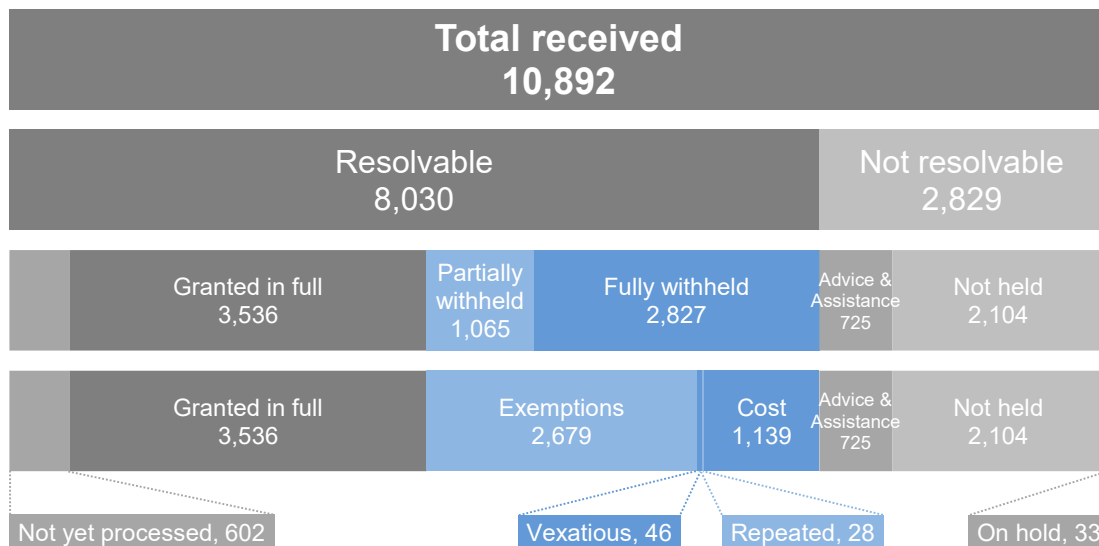 Total received
10,892
Resolvable
8,030
Not resolvable
2,829
Granted in full
3,536
Partially
withheld
1,065
Fully withheld
2,827
Advice &
Assistance
725
Not held
2,104
Granted in full
3,536
Exemptions
2,679
Cost
1,139
Advice &
Assistance
725
Not held
2,104
Not yet processed, 602
Vexatious, 46
Repeated, 28
On hold, 33